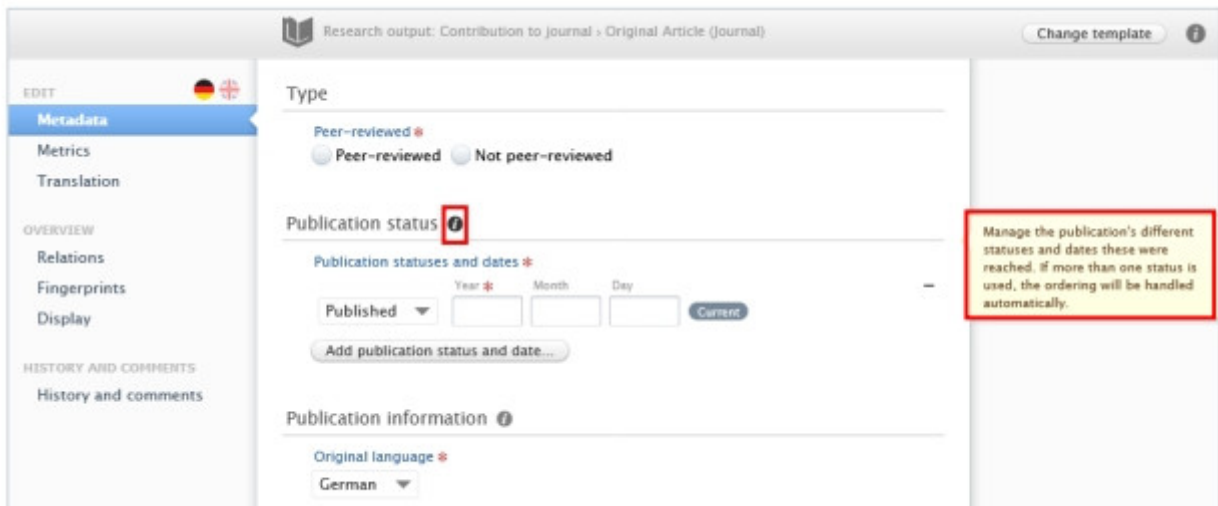 Research output: Contribution to journal › Original Article (Journal)
Change template
EDIT
Metadata
Metrics
Translation
OVERVIEW
Relations
Fingerprints
Display
HISTORY AND COMMENTS
History and comments
Type
Peer-reviewed *
Peer-reviewed Not peer-reviewed
Publication status
Publication statuses and dates *
Year * Month Day
Published Current
Add publication status and date...
Publication information
Original language *
German
Manage the publication's different
statuses and dates these were
reached. If more than one status is
used, the ordering will be handled
automatically.